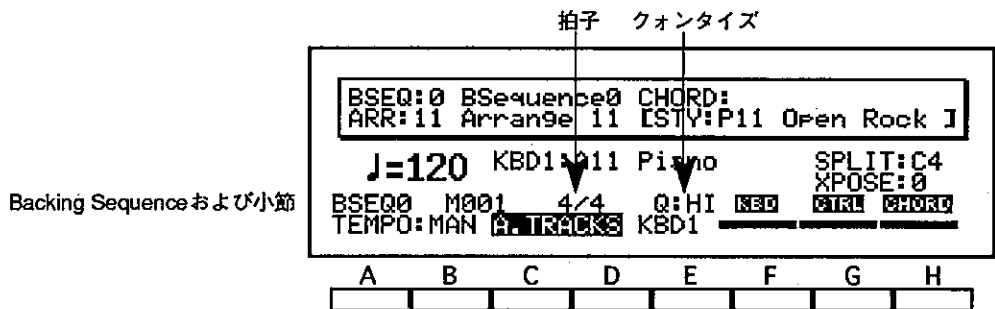 拍子 クォンタイズ
BSEQ:0 BSequence0 CHORD:
ARR:11 Arrange 11 [STY:P11 Open Rock ]
♩=120 KBD1:A11 Piano SPLIT:C4
XPOSE:0
Backing Sequenceおよび小節
BSEQ0 M001 4/4 Q:HI KBD CTRL CHORD
TEMPO:MAN A.TRACKS KBD1
A B C D E F G H